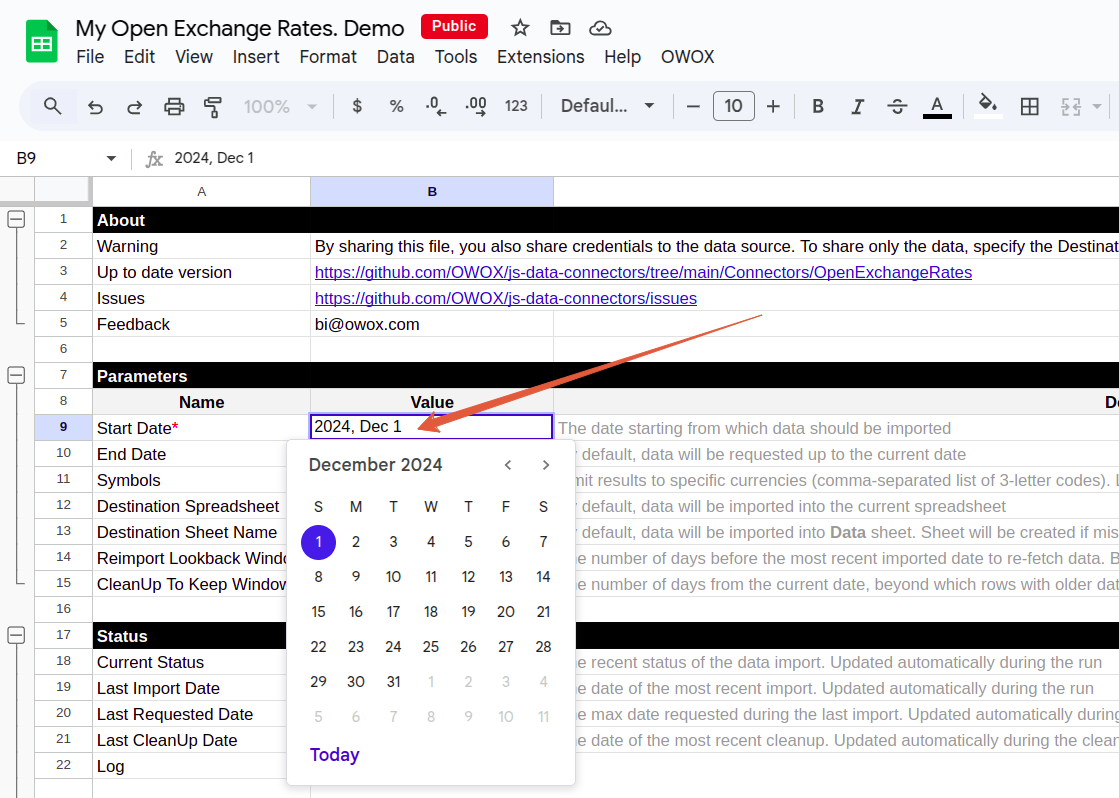 My Open Exchange Rates. Demo Public
File Edit View Insert Format Data Tools Extensions Help OWOX
100% $ % .0 .00 123 Defaul... 10 B I A
B9 fx 2024, Dec 1
A B
1 About
2 Warning By sharing this file, you also share credentials to the data source. To share only the data, specify the Destinat
3 Up to date version https://github.com/OWOX/js-data-connectors/tree/main/Connectors/OpenExchangeRates
4 Issues https://github.com/OWOX/js-data-connectors/issues
5 Feedback bi@owox.com
6
7 Parameters
8 Name Value De
9 Start Date* 2024, Dec 1 The date starting from which data should be imported
10 End Date y default, data will be requested up to the current date
11 Symbols mit results to specific currencies (comma-separated list of 3-letter codes). L
12 Destination Spreadsheet y default, data will be imported into the current spreadsheet
13 Destination Sheet Name y default, data will be imported into Data sheet. Sheet will be created if mis
14 Reimport Lookback Windo e number of days before the most recent imported date to re-fetch data. B
15 CleanUp To Keep Window e number of days from the current date, beyond which rows with older dat
16
17 Status
18 Current Status e recent status of the data import. Updated automatically during the run
19 Last Import Date e date of the most recent import. Updated automatically during the run
20 Last Requested Date e max date requested during the last import. Updated automatically during
21 Last CleanUp Date e date of the most recent cleanup. Updated automatically during the clean
22 Log
December 2024
S M T W T F S
1 2 3 4 5 6 7
8 9 10 11 12 13 14
15 16 17 18 19 20 21
22 23 24 25 26 27 28
29 30 31 1 2 3 4
5 6 7 8 9 10 11
Today